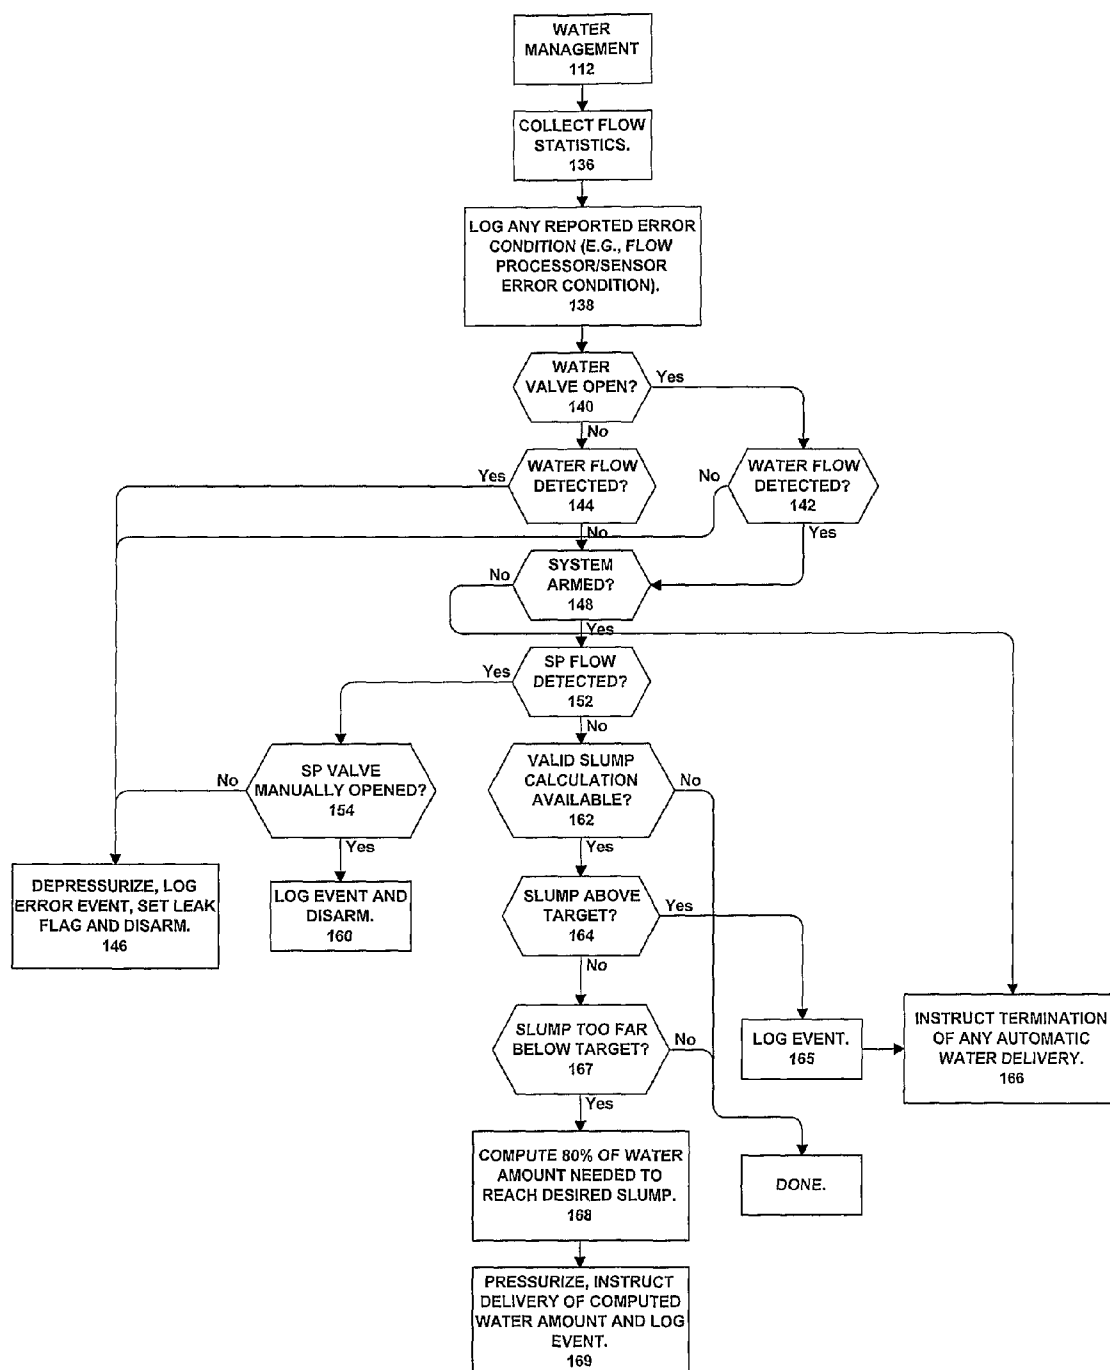 WATER
MANAGEMENT
112
COLLECT FLOW
STATISTICS.
136
LOG ANY REPORTED ERROR
CONDITION (E.G., FLOW
PROCESSOR/SENSOR
ERROR CONDITION).
138
WATER
VALVE OPEN?
140
Yes
No
Yes
WATER FLOW
DETECTED?
144
No
WATER FLOW
DETECTED?
142
No
Yes
No
SYSTEM
ARMED?
148
Yes
Yes
SP FLOW
DETECTED?
152
No
No
SP VALVE
MANUALLY OPENED?
154
Yes
VALID SLUMP
CALCULATION
AVAILABLE?
162
No
Yes
DEPRESSURIZE, LOG
ERROR EVENT, SET LEAK
FLAG AND DISARM.
146
LOG EVENT AND
DISARM.
160
SLUMP ABOVE
TARGET?
164
Yes
No
SLUMP TOO FAR
BELOW TARGET?
167
No
Yes
LOG EVENT.
165
INSTRUCT TERMINATION
OF ANY AUTOMATIC
WATER DELIVERY.
166
COMPUTE 80% OF WATER
AMOUNT NEEDED TO
REACH DESIRED SLUMP.
168
DONE.
PRESSURIZE, INSTRUCT
DELIVERY OF COMPUTED
WATER AMOUNT AND LOG
EVENT.
169